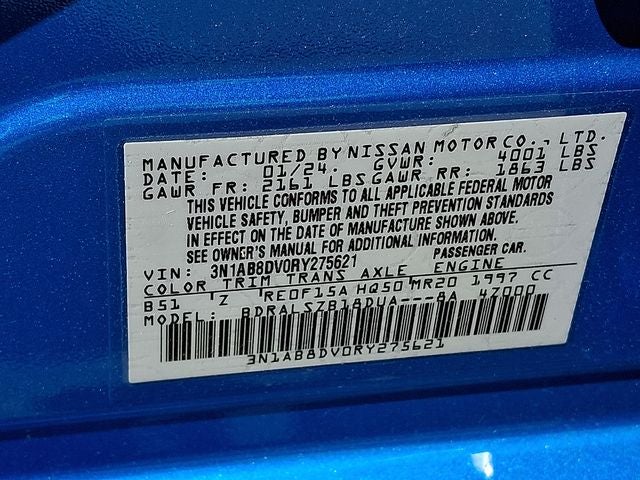 MANUFACTURED BY NISSAN MOTOR CO., LTD.
DATE: 01/24. GVWR: 4001 LBS
GAWR FR: 2161 LBS GAWR RR: 1863 LBS
THIS VEHICLE CONFORMS TO ALL APPLICABLE FEDERAL MOTOR
VEHICLE SAFETY, BUMPER AND THEFT PREVENTION STANDARDS
IN EFFECT ON THE DATE OF MANUFACTURE SHOWN ABOVE.
SEE OWNER'S MANUAL FOR ADDITIONAL INFORMATION.
VIN: 3N1AB8DV0RY275621 PASSENGER CAR.
COLOR TRIM TRANS AXLE ENGINE
B51 Z RE0F15A HQ50 MR20 1997 CC
MODEL: BDRALSZB18DUA---BA 4Z000
3N1AB8DV0RY275621